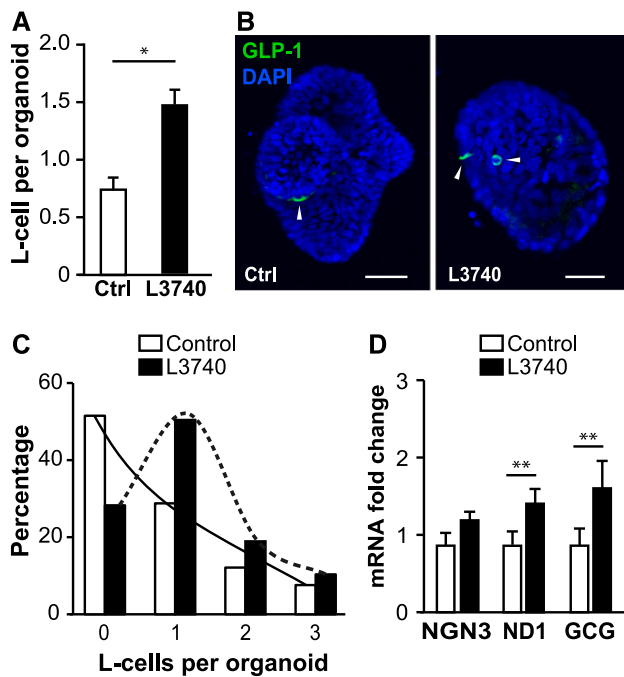 A
L-cell per organoid
2.0
1.5
1.0
0.5
0
*
Ctrl L3740
B
GLP-1
DAPI
Ctrl
L3740
C
Control
L3740
Percentage
60
40
20
0
0 1 2 3
L-cells per organoid
D
Control
L3740
mRNA fold change
3
2
1
0
** **
NGN3 ND1 GCG